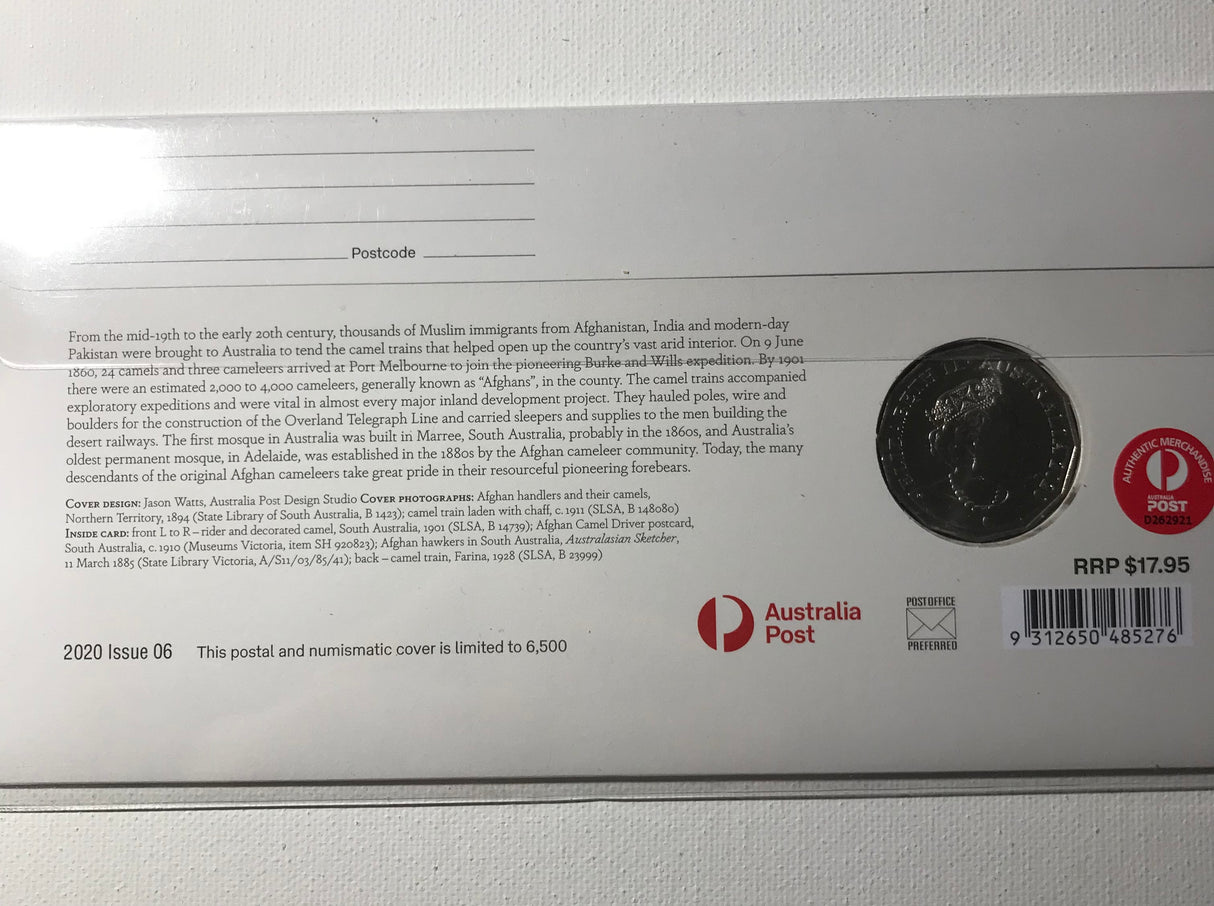 Postcode
From the mid-19th to the early 20th century, thousands of Muslim immigrants from Afghanistan, India and modern-day
Pakistan were brought to Australia to tend the camel trains that helped open up the country's vast arid interior. On 9 June
1860, 24 camels and three cameleers arrived at Port Melbourne to join the pioneering Burke and Wills expedition. By 1901
there were an estimated 2,000 to 4,000 cameleers, generally known as “Afghans”, in the county. The camel trains accompanied
exploratory expeditions and were vital in almost every major inland development project. They hauled poles, wire and
boulders for the construction of the Overland Telegraph Line and carried sleepers and supplies to the men building the
desert railways. The first mosque in Australia was built in Marree, South Australia, probably in the 1860s, and Australia's
oldest permanent mosque, in Adelaide, was established in the 1880s by the Afghan cameleer community. Today, the many
descendants of the original Afghan cameleers take great pride in their resourceful pioneering forebears.
COVER DESIGN: Jason Watts, Australia Post Design Studio COVER PHOTOGRAPHS: Afghan handlers and their camels,
Northern Territory, 1894 (State Library of South Australia, B 1423); camel train laden with chaff, c. 1911 (SLSA, B 148080)
INSIDE CARD: front L to R – rider and decorated camel, South Australia, 1901 (SLSA, B 14739); Afghan Camel Driver postcard,
South Australia, c. 1910 (Museums Victoria, item SH 920823); Afghan hawkers in South Australia, Australasian Sketcher,
11 March 1885 (State Library Victoria, A/S11/03/85/41); back – camel train, Farina, 1928 (SLSA, B 23999)
2020 Issue 06 This postal and numismatic cover is limited to 6,500
Australia
Post
POST OFFICE
PREFERRED
ELIZABETH II AUSTRALIA
AUTHENTIC MERCHANDISE
AUSTRALIA
POST
D262921
RRP $17.95
9 312650 485276